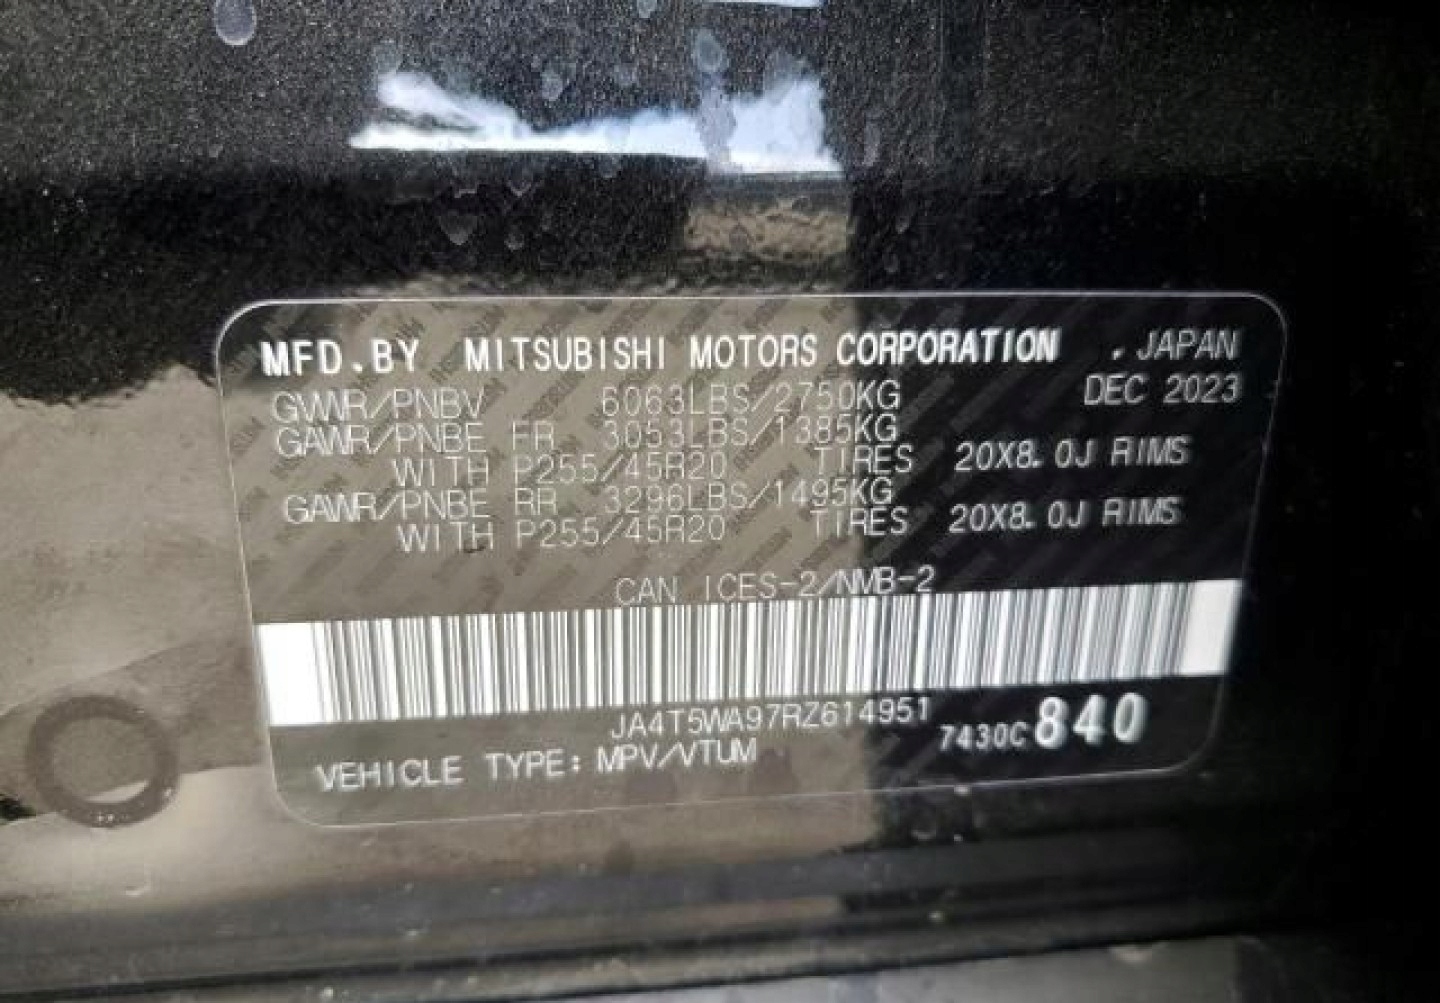 MFD.BY MITSUBISHI MOTORS CORPORATION .JAPAN
GVWR/PNBV 6063LBS/2750KG DEC 2023
GAWR/PNBE FR 3053LBS/1385KG
WITH P255/45R20 TIRES 20X8.0J RIMS
GAWR/PNBE RR 3296LBS/1495KG
WITH P255/45R20 TIRES 20X8.0J RIMS
CAN ICES-2/NMB-2
JA4T5WA97RZ614951 7430C 840
VEHICLE TYPE: MPV/VTUM